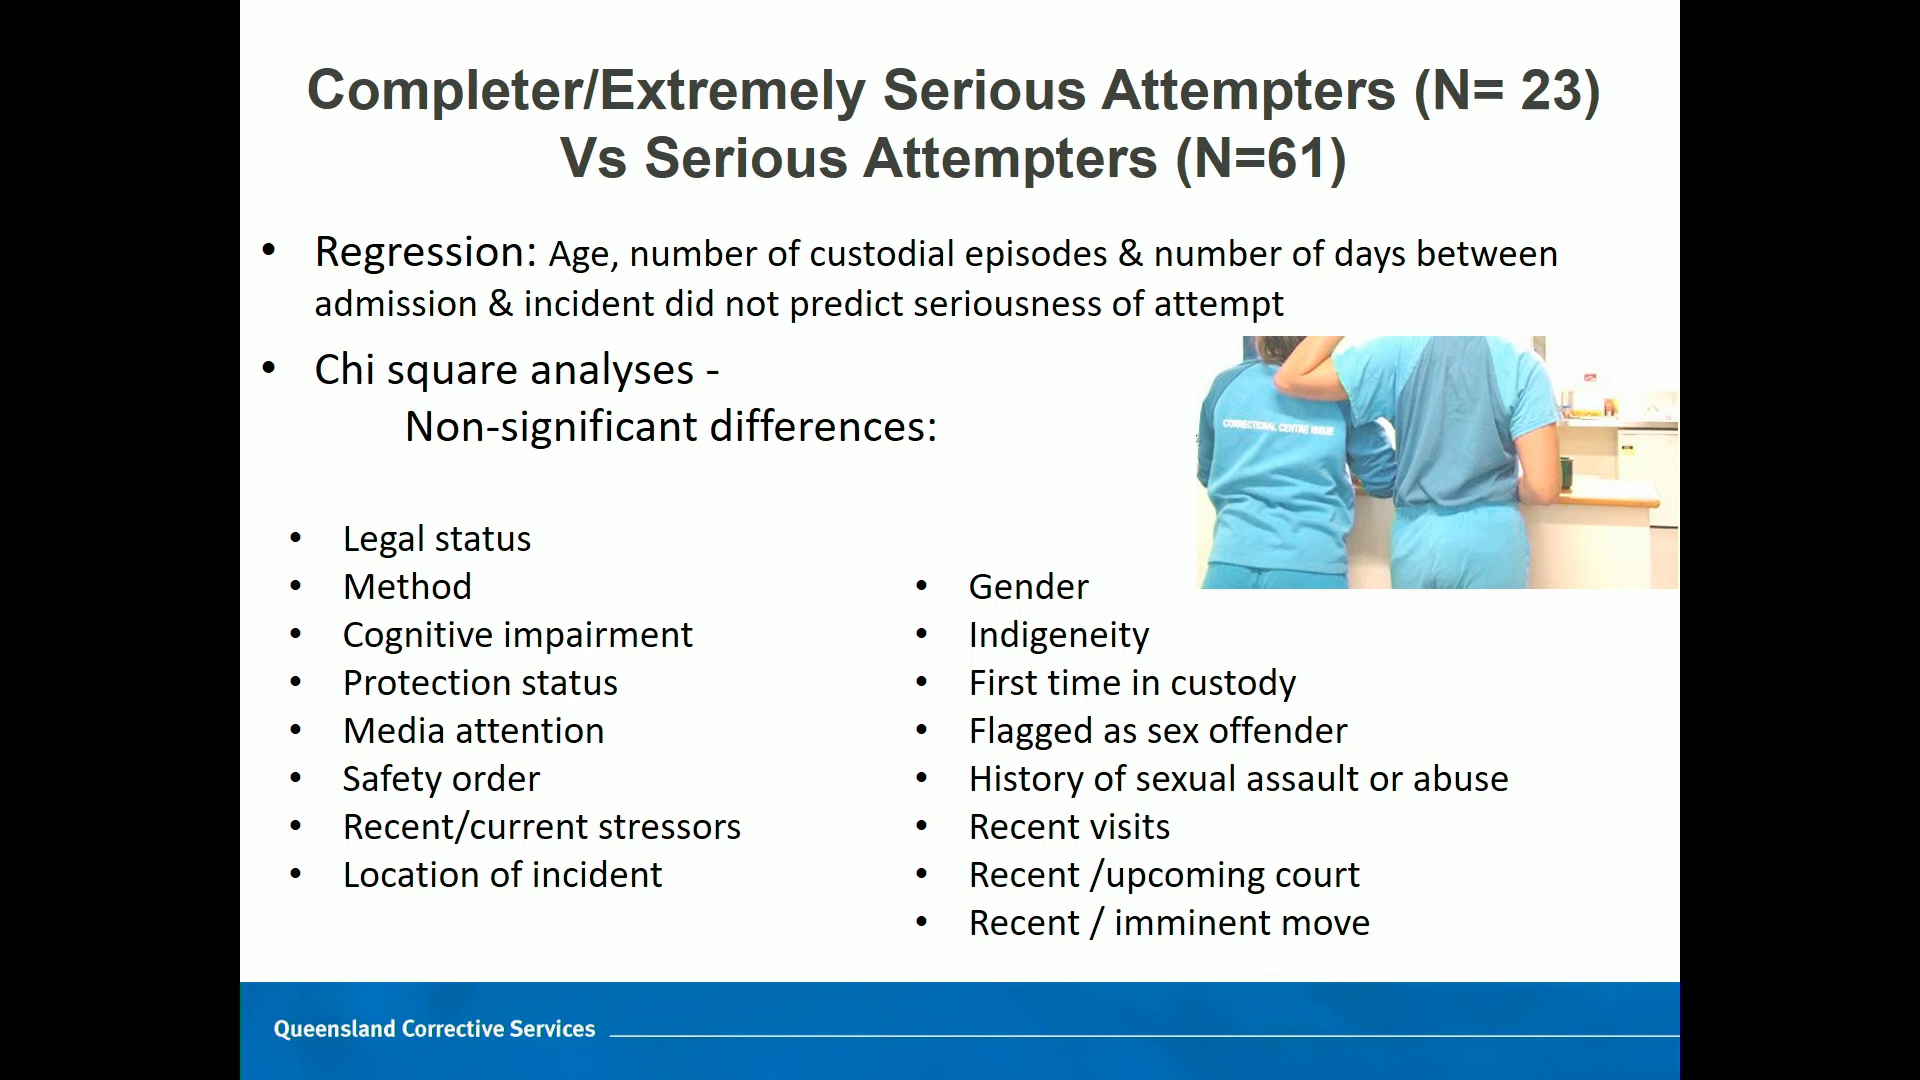 Completer/Extremely Serious Attempters (N= 23)
Vs Serious Attempters (N=61)
• Regression: Age, number of custodial episodes & number of days between
admission & incident did not predict seriousness of attempt
• Chi square analyses -
Non-significant differences:
CORRECTIONAL CENTRE ISSUE
• Legal status
• Method
• Cognitive impairment
• Protection status
• Media attention
• Safety order
• Recent/current stressors
• Location of incident
• Gender
• Indigeneity
• First time in custody
• Flagged as sex offender
• History of sexual assault or abuse
• Recent visits
• Recent /upcoming court
• Recent / imminent move
Queensland Corrective Services